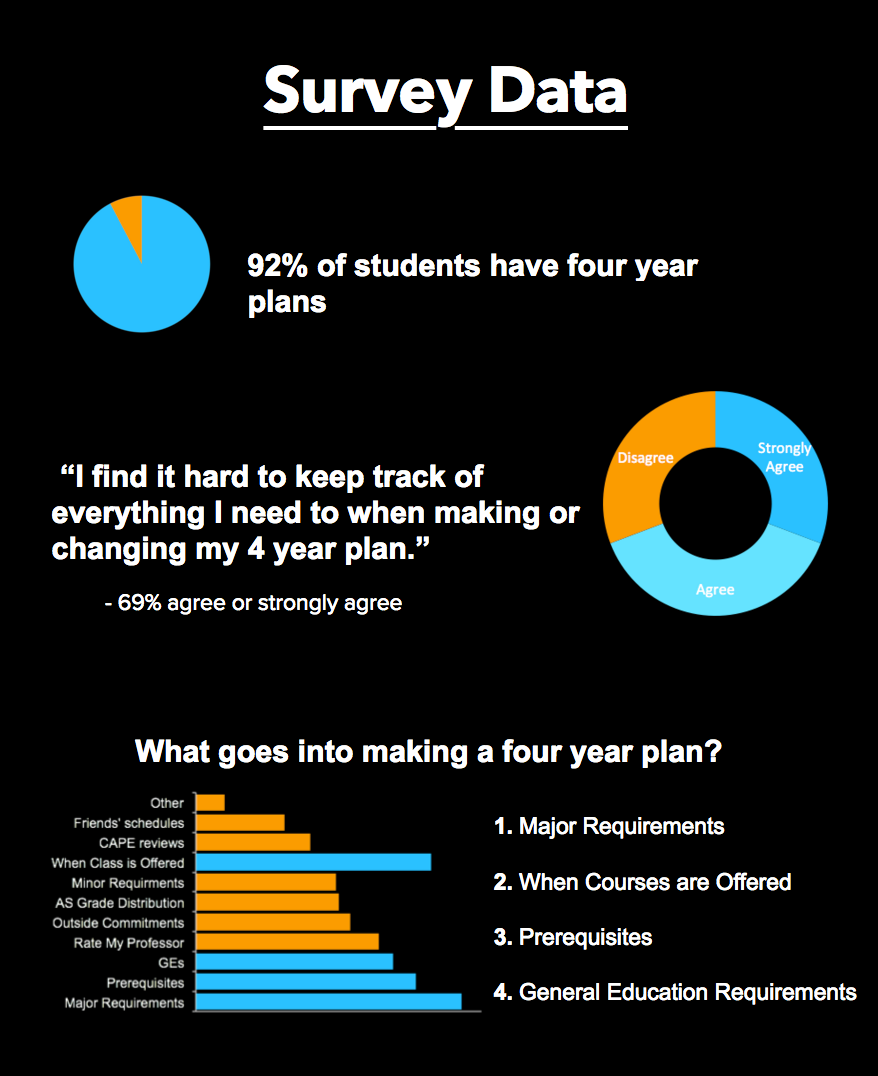 Survey Data
92% of students have four year
plans
“I find it hard to keep track of
everything I need to when making or
changing my 4 year plan.”
- 69% agree or strongly agree
Disagree
Strongly
Agree
Agree
What goes into making a four year plan?
Other
Friends' schedules
CAPE reviews
When Class is Offered
Minor Requirments
AS Grade Distribution
Outside Commitments
Rate My Professor
GEs
Prerequisites
Major Requirements
1. Major Requirements
2. When Courses are Offered
3. Prerequisites
4. General Education Requirements